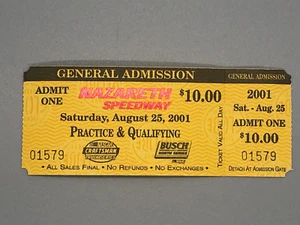 GENERAL ADMISSION
ADMIT ONE
NAZARETH SPEEDWAY
$10.00
Saturday, August 25, 2001
PRACTICE & QUALIFYING
01579
NASCAR
CRAFTSMAN
BUSCH
• ALL SALES FINAL • NO REFUNDS • NO EXCHANGES •
TICKET VALID ALL DAY
GENERAL ADMISSION
2001
Sat. - Aug. 25
ADMIT ONE
$10.00
01579
DETACH AT ADMISSION GATE